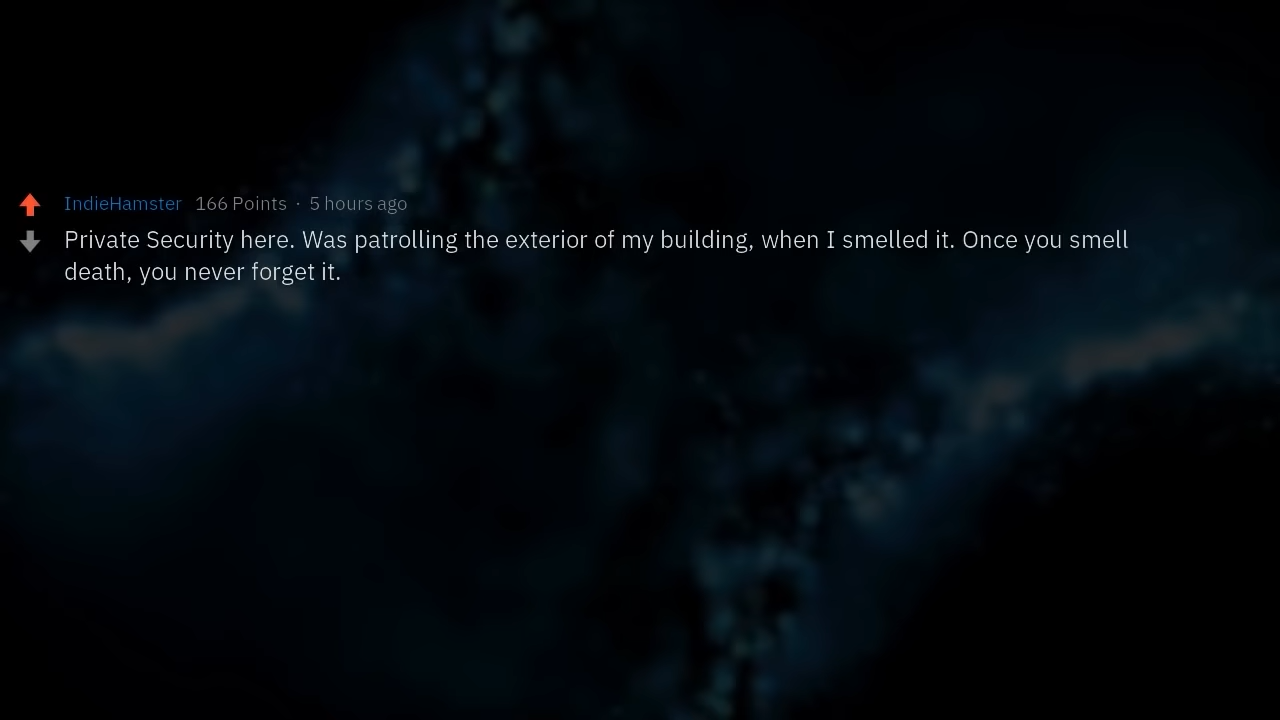 IndieHamster 166 Points · 5 hours ago
Private Security here. Was patrolling the exterior of my building, when I smelled it. Once you smell
death, you never forget it.